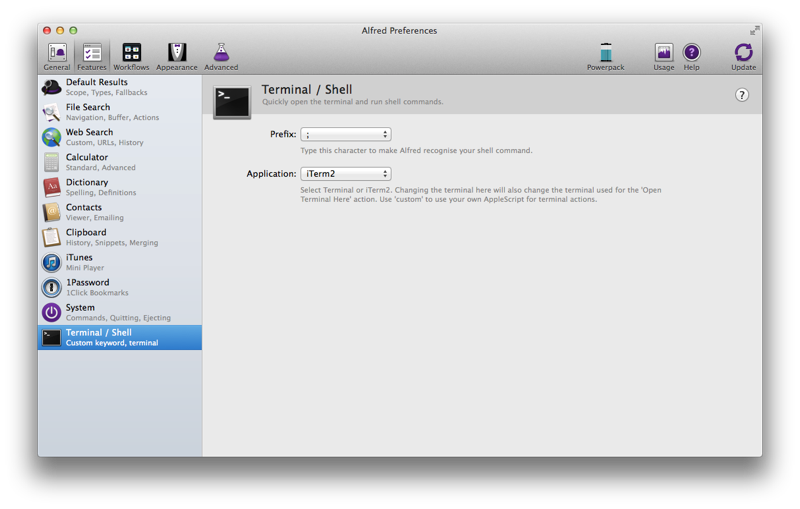 Alfred Preferences
General Features Workflows Appearance Advanced Powerpack Usage Help Update
Default Results
Scope, Types, Fallbacks
File Search
Navigation, Buffer, Actions
Web Search
Custom, URLs, History
Calculator
Standard, Advanced
Dictionary
Spelling, Definitions
Contacts
Viewer, Emailing
Clipboard
History, Snippets, Merging
iTunes
Mini Player
1Password
1Click Bookmarks
System
Commands, Quitting, Ejecting
Terminal / Shell
Custom keyword, terminal
Terminal / Shell
Quickly open the terminal and run shell commands.
?
Prefix: ;
Type this character to make Alfred recognise your shell command.
Application: iTerm2
Select Terminal or iTerm2. Changing the terminal here will also change the terminal used for the 'Open
Terminal Here' action. Use 'custom' to use your own AppleScript for terminal actions.